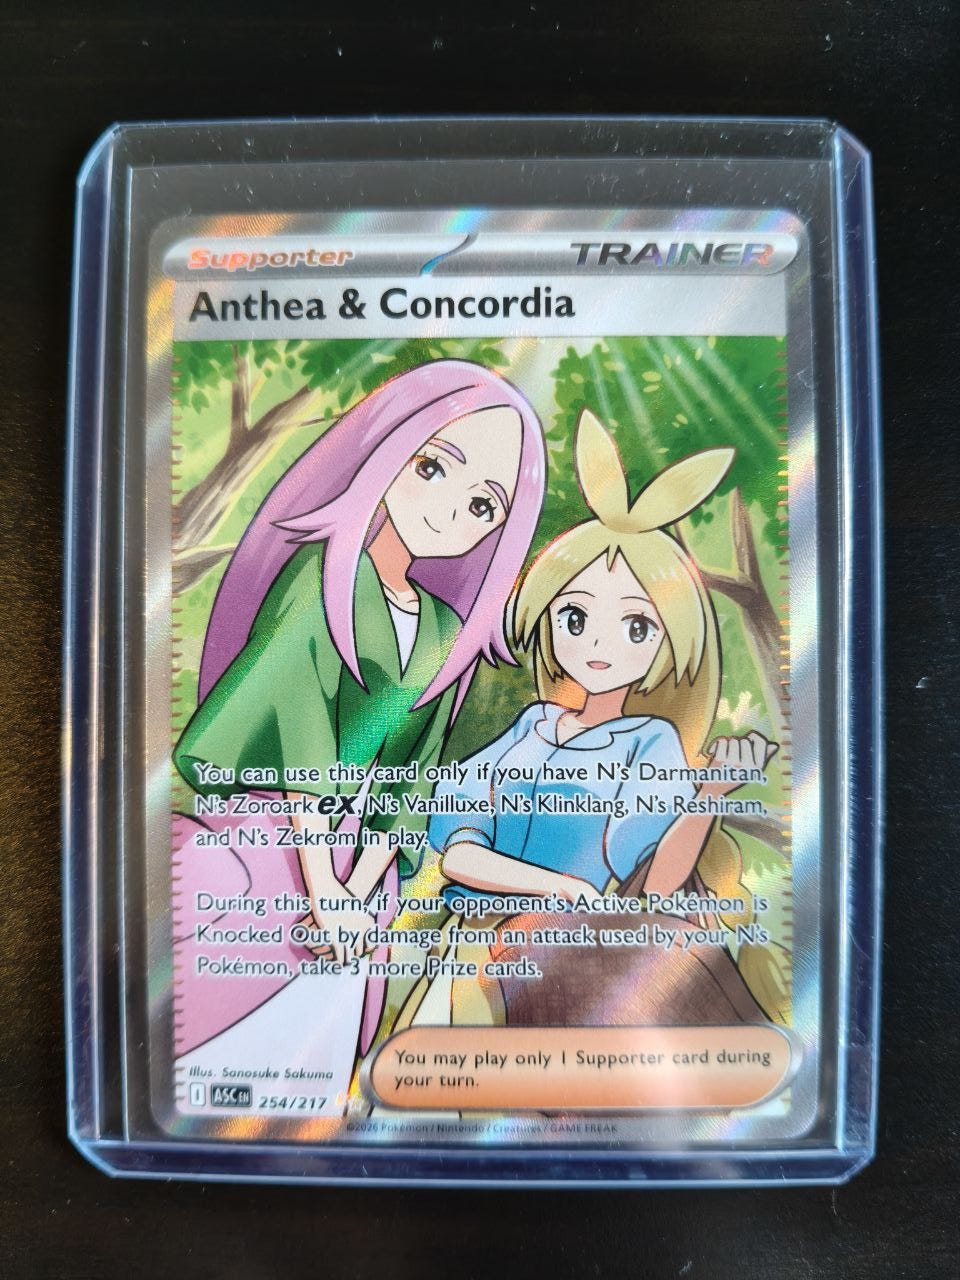 Supporter
TRAINER
Anthea & Concordia
You can use this card only if you have N's Darmanitan,
N's Zoroark ex, N's Vanilluxe, N's Klinklang, N's Reshiram,
and N's Zekrom in play.
During this turn, if your opponent's Active Pokémon is
Knocked Out by damage from an attack used by your N's
Pokémon, take 3 more Prize cards.
You may play only 1 Supporter card during
your turn.
Illus. Sanosuke Sakuma
I ASC EN 254/217
©2026 Pokémon / Nintendo / Creatures / GAME FREAK